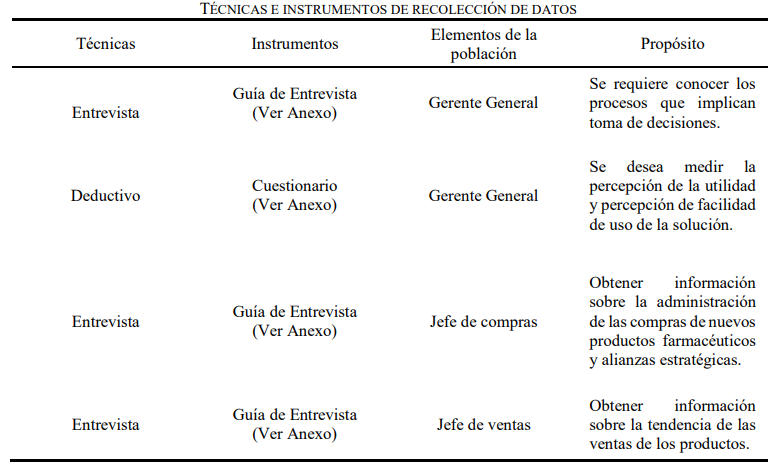 TÉCNICAS E INSTRUMENTOS DE RECOLECCIÓN DE DATOS
Técnicas Instrumentos Elementos de la población Propósito
Entrevista
Guía de Entrevista
(Ver Anexo)
Gerente General
Se requiere conocer los
procesos que implican
toma de decisiones.
Deductivo
Cuestionario
(Ver Anexo)
Gerente General
Se desea medir la
percepción de la utilidad
y percepción de facilidad
de uso de la solución.
Entrevista
Guía de Entrevista
(Ver Anexo)
Jefe de compras
Obtener información
sobre la administración
de las compras de nuevos
productos farmacéuticos
y alianzas estratégicas.
Entrevista
Guía de Entrevista
(Ver Anexo)
Jefe de ventas
Obtener información
sobre la tendencia de las
ventas de los productos.